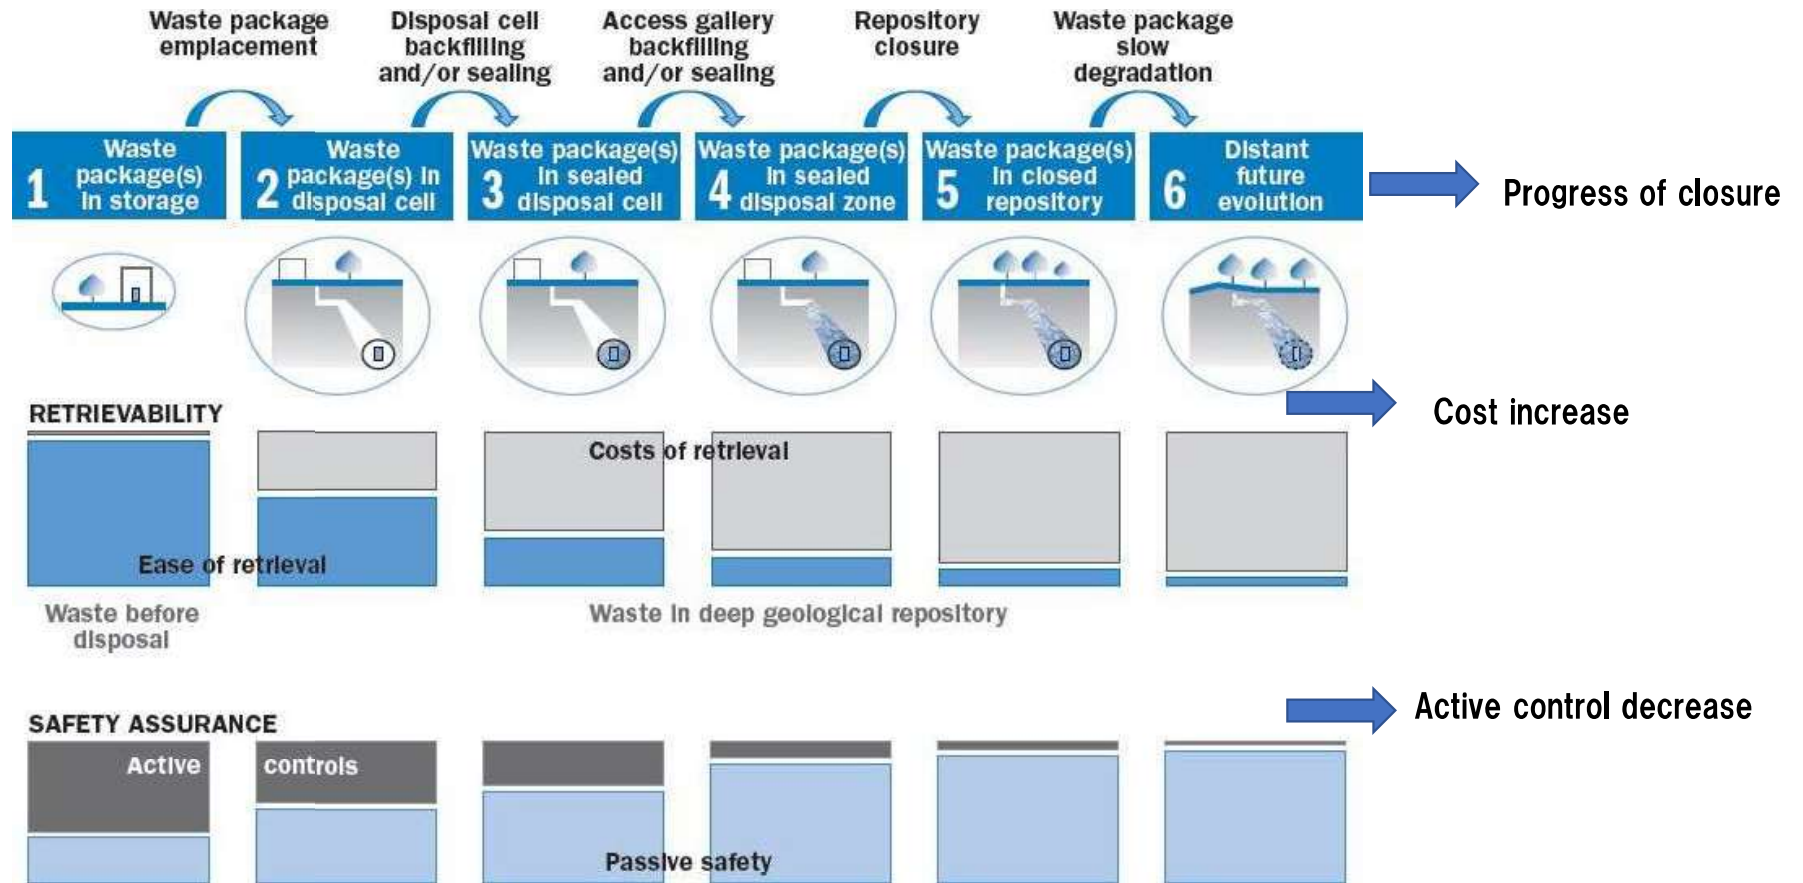 Waste package
emplacement
Disposal cell
backfilling
and/or sealing
Access gallery
backfilling
and/or sealing
Repository
closure
Waste package
slow
degradation
1 Waste
package(s)
in storage
2 Waste
package(s) in
disposal cell
3 Waste package(s)
in sealed
disposal cell
4 Waste package(s)
in sealed
disposal zone
5 Waste package(s)
in closed
repository
6 Distant
future
evolution
Progress of closure
RETRIEVABILITY
Cost increase
Costs of retrieval
Ease of retrieval
Waste before
disposal
Waste in deep geological repository
SAFETY ASSURANCE
Active control decrease
Active controls
Passive safety